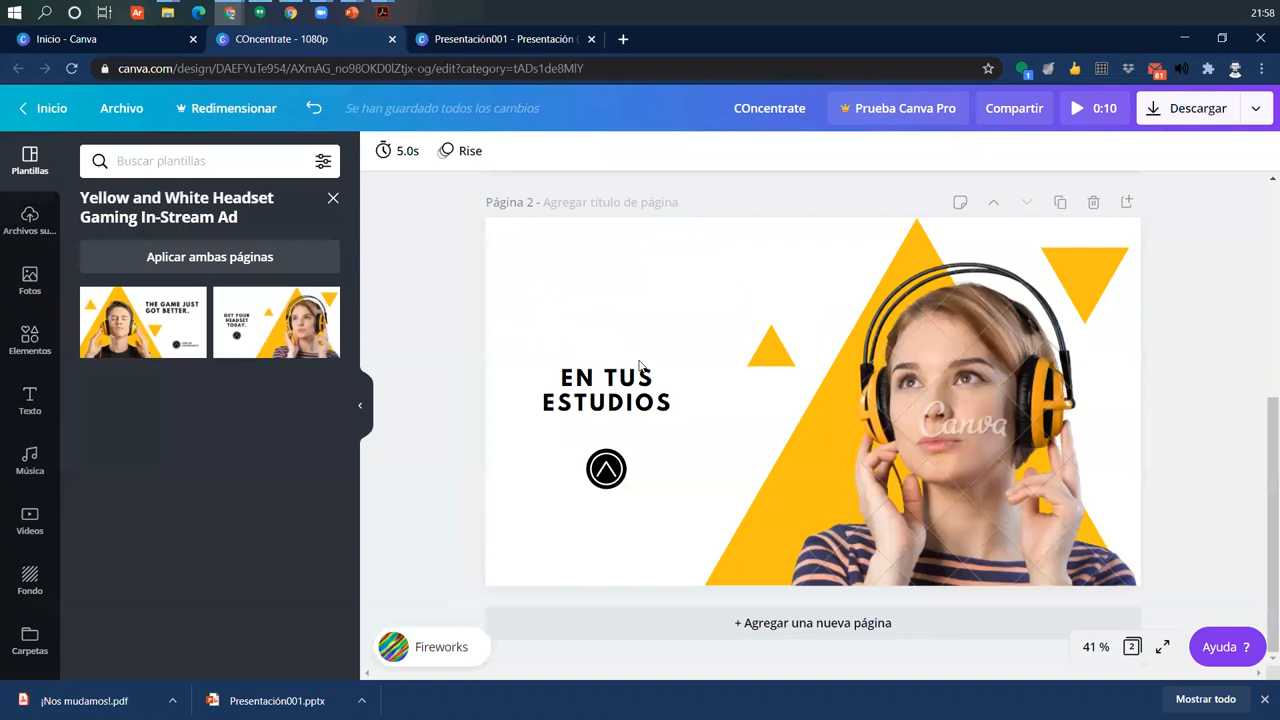 21:58
Inicio - Canva
COncentrate - 1080p
Presentación001 - Presentación (
canva.com/design/DAEFYuTe954/AXmAG_no98OKD0lZtjx-og/edit?category=tADs1de8MlY
1
81
Inicio
Archivo
Redimensionar
Se han guardado todos los cambios
COncentrate
Prueba Canva Pro
Compartir
0:10
Descargar
Plantillas
Buscar plantillas
5.0s
Rise
Yellow and White Headset
Gaming In-Stream Ad
Aplicar ambas páginas
THE GAME JUST
GOT BETTER.
GET YOUR
HEADSET
TODAY.
Archivos su...
Fotos
Elementos
Texto
Música
Videos
Fondo
Carpetas
Página 2 - Agregar título de página
EN TUS
ESTUDIOS
Canva
+ Agregar una nueva página
Fireworks
41 %
2
Ayuda ?
¡Nos mudamos!.pdf
Presentación001.pptx
Mostrar todo